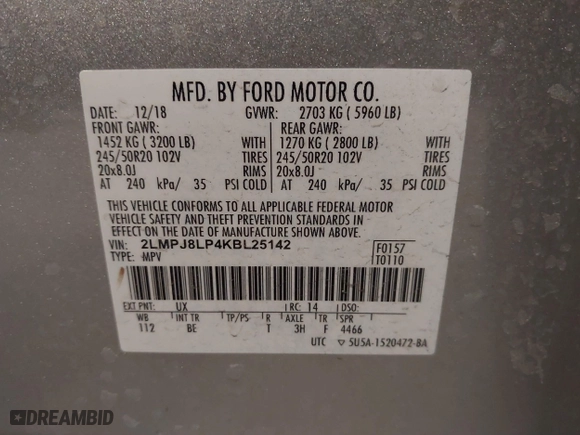 MFD. BY FORD MOTOR CO.
DATE: 12/18 GVWR: 2703 KG ( 5960 LB)
FRONT GAWR: REAR GAWR:
1452 KG ( 3200 LB) WITH 1270 KG ( 2800 LB) WITH
245/50R20 102V TIRES 245/50R20 102V TIRES
20x8.0J RIMS 20x8.0J RIMS
AT 240 kPa/ 35 PSI COLD AT 240 kPa/ 35 PSI COLD
THIS VEHICLE CONFORMS TO ALL APPLICABLE FEDERAL MOTOR
VEHICLE SAFETY AND THEFT PREVENTION STANDARDS IN
EFFECT ON THE DATE OF MANUFACTURE SHOWN ABOVE.
VIN: 2LMPJ8LP4KBL25142 F0157
TYPE: MPV T0110
EXT PNT: UX RC: 14 DSO:
WB INT TR TP/PS R AXLE TR SPR
112 BE T 3H F 4466
UTC ▽ 5U5A-1520472-BA
DREAMBID